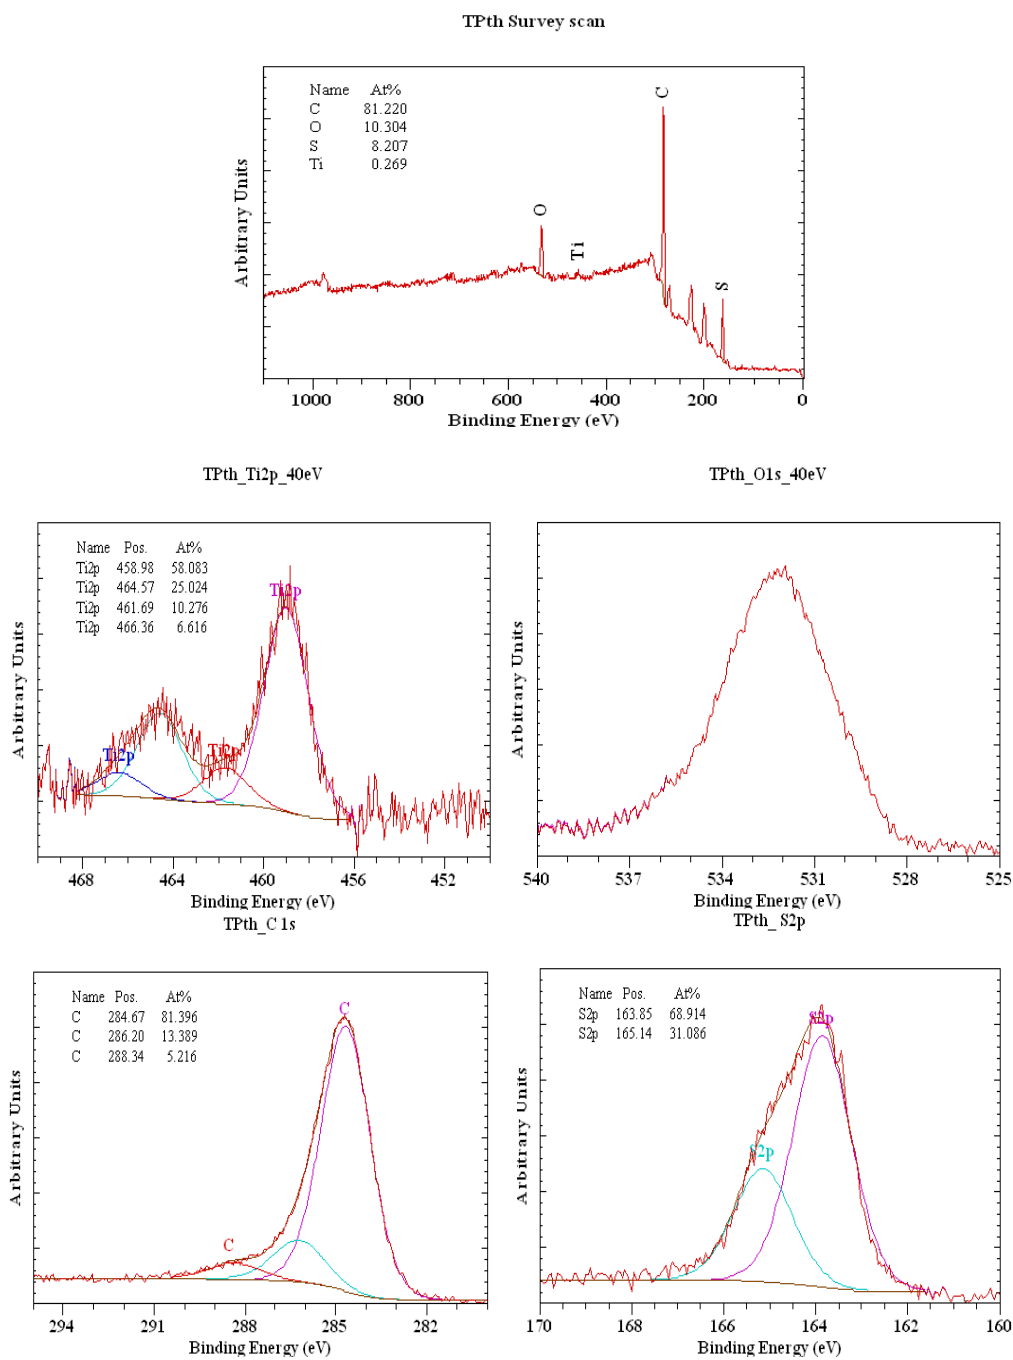 TPth Survey scan
Name At%
C 81.220
O 10.304
S 8.207
Ti 0.269
C
O
Ti
S
Arbitrary Units
1000 800 600 400 200 0
Binding Energy (eV)
TPth_Ti2p_40eV
Name Pos. At%
Ti2p 458.98 58.083
Ti2p 464.57 25.024
Ti2p 461.69 10.276
Ti2p 466.36 6.616
Ti2p
Ti2p
Ti2p
Arbitrary Units
468 464 460 456 452
Binding Energy (eV)
TPth_O1s_40eV
Arbitrary Units
540 537 534 531 528 525
Binding Energy (eV)
TPth_C 1s
Name Pos. At%
C 284.67 81.396
C 286.20 13.389
C 288.34 5.216
C
C
Arbitrary Units
294 291 288 285 282
Binding Energy (eV)
TPth_ S2p
Name Pos. At%
S2p 163.85 68.914
S2p 165.14 31.086
S2p
S2p
Arbitrary Units
170 168 166 164 162 160
Binding Energy (eV)